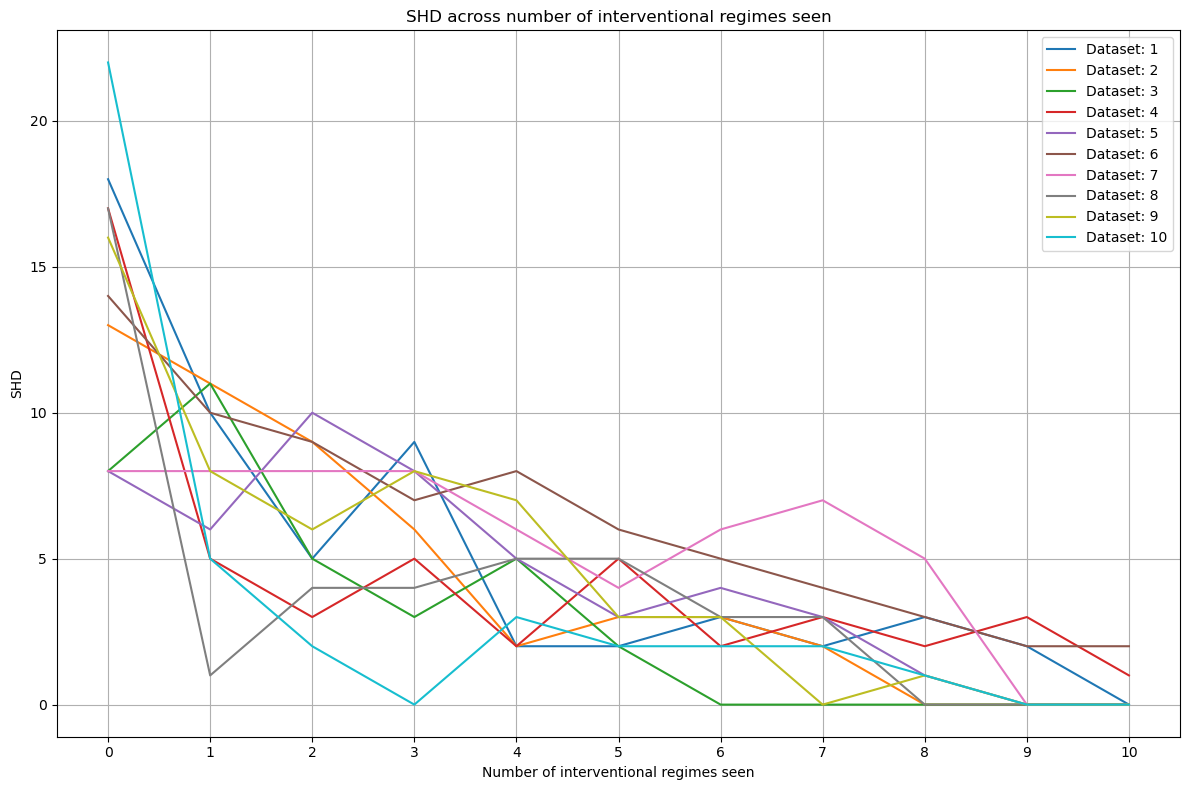 SHD across number of interventional regimes seen
Dataset: 1
Dataset: 2
Dataset: 3
Dataset: 4
Dataset: 5
Dataset: 6
Dataset: 7
Dataset: 8
Dataset: 9
Dataset: 10
SHD
20
15
10
5
0
0 1 2 3 4 5 6 7 8 9 10
Number of interventional regimes seen